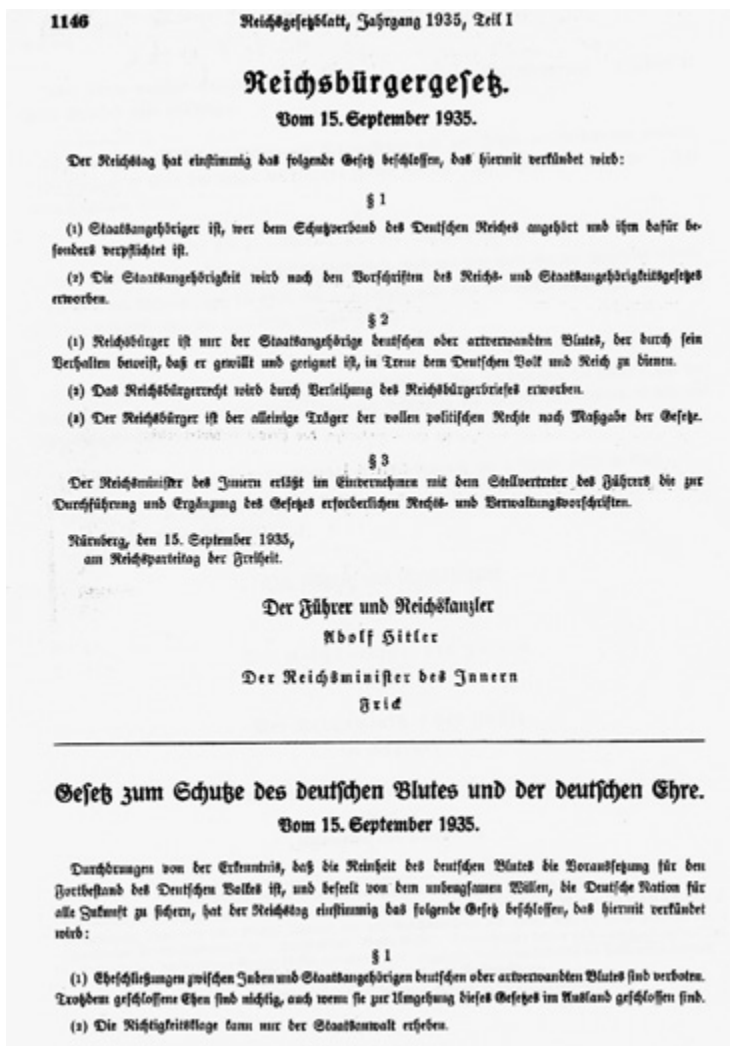 1146 Reichsgesetzblatt, Jahrgang 1935, Teil I
Reichsbürgergesetz.
Vom 15. September 1935.
Der Reichstag hat einstimmig das folgende Gesetz beschlossen, das hiermit verkündet wird:
§ 1
(1) Staatsangehöriger ist, wer dem Schutzverband des Deutschen Reiches angehört und ihm dafür be-
sonders verpflichtet ist.
(2) Die Staatsangehörigkeit wird nach den Vorschriften des Reichs- und Staatsangehörigkeitsgesetzes
erworben.
§ 2
(1) Reichsbürger ist nur der Staatsangehörige deutschen oder artverwandten Blutes, der durch sein
Verhalten beweist, daß er gewillt und geeignet ist, in Treue dem Deutschen Volk und Reich zu dienen.
(2) Das Reichsbürgerrecht wird durch Verleihung des Reichsbürgerbriefes erworben.
(3) Der Reichsbürger ist der alleinige Träger der vollen politischen Rechte nach Maßgabe der Gesetze.
§ 3
Der Reichsminister des Innern erläßt im Einvernehmen mit dem Stellvertreter des Führers die zur
Durchführung und Ergänzung des Gesetzes erforderlichen Rechts- und Verwaltungsvorschriften.
Nürnberg, den 15. September 1935,
am Reichsparteitag der Freiheit.
Der Führer und Reichskanzler
Adolf Hitler
Der Reichsminister des Innern
Frick
Gesetz zum Schutze des deutschen Blutes und der deutschen Ehre.
Vom 15. September 1935.
Durchdrungen von der Erkenntnis, daß die Reinheit des deutschen Blutes die Voraussetzung für den
Fortbestand des Deutschen Volkes ist, und beseelt von dem unbeugsamen Willen, die Deutsche Nation für
alle Zukunft zu sichern, hat der Reichstag einstimmig das folgende Gesetz beschlossen, das hiermit verkündet
wird:
§ 1
(1) Eheschließungen zwischen Juden und Staatsangehörigen deutschen oder artverwandten Blutes sind verboten.
Trotzdem geschlossene Ehen sind nichtig, auch wenn sie zur Umgehung dieses Gesetzes im Ausland geschlossen sind.
(2) Die Nichtigkeitsklage kann nur der Staatsanwalt erheben.